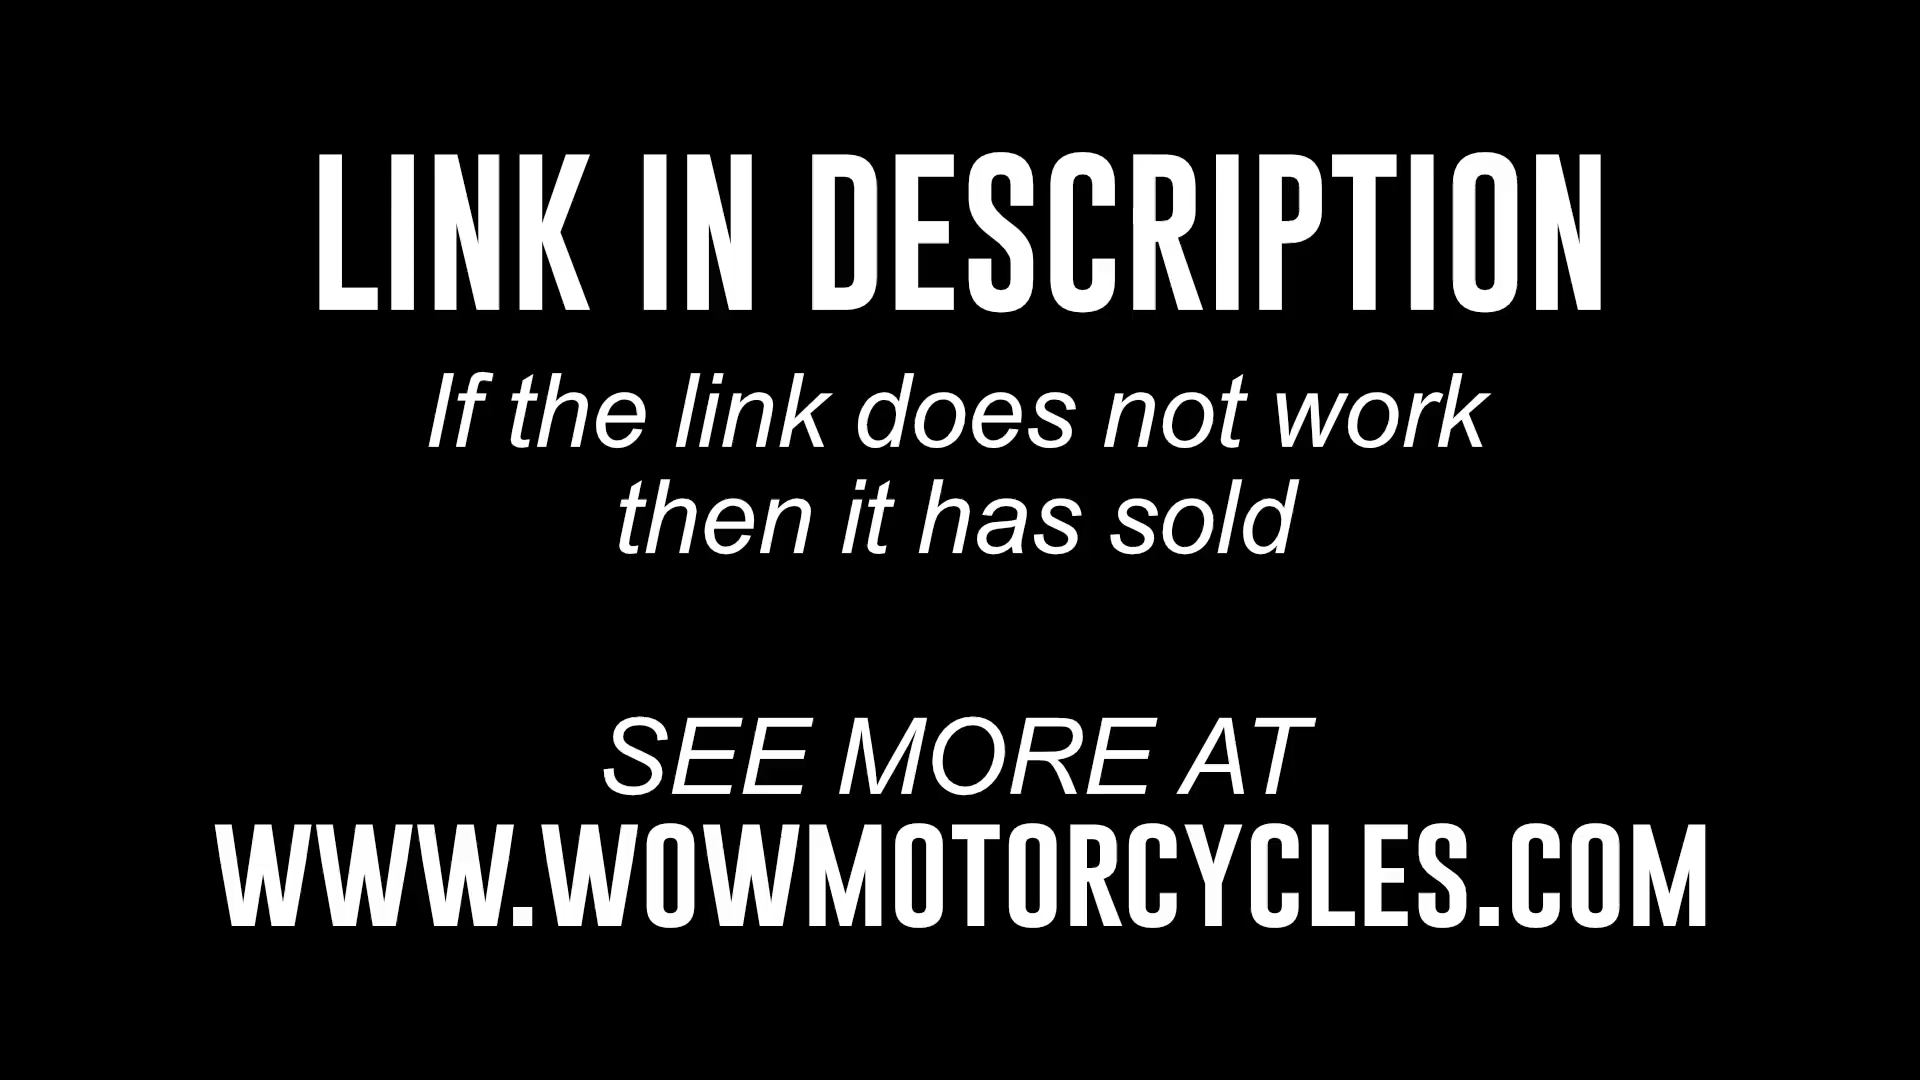 LINK IN DESCRIPTION
If the link does not work
then it has sold
SEE MORE AT
WWW.WOWMOTORCYCLES.COM